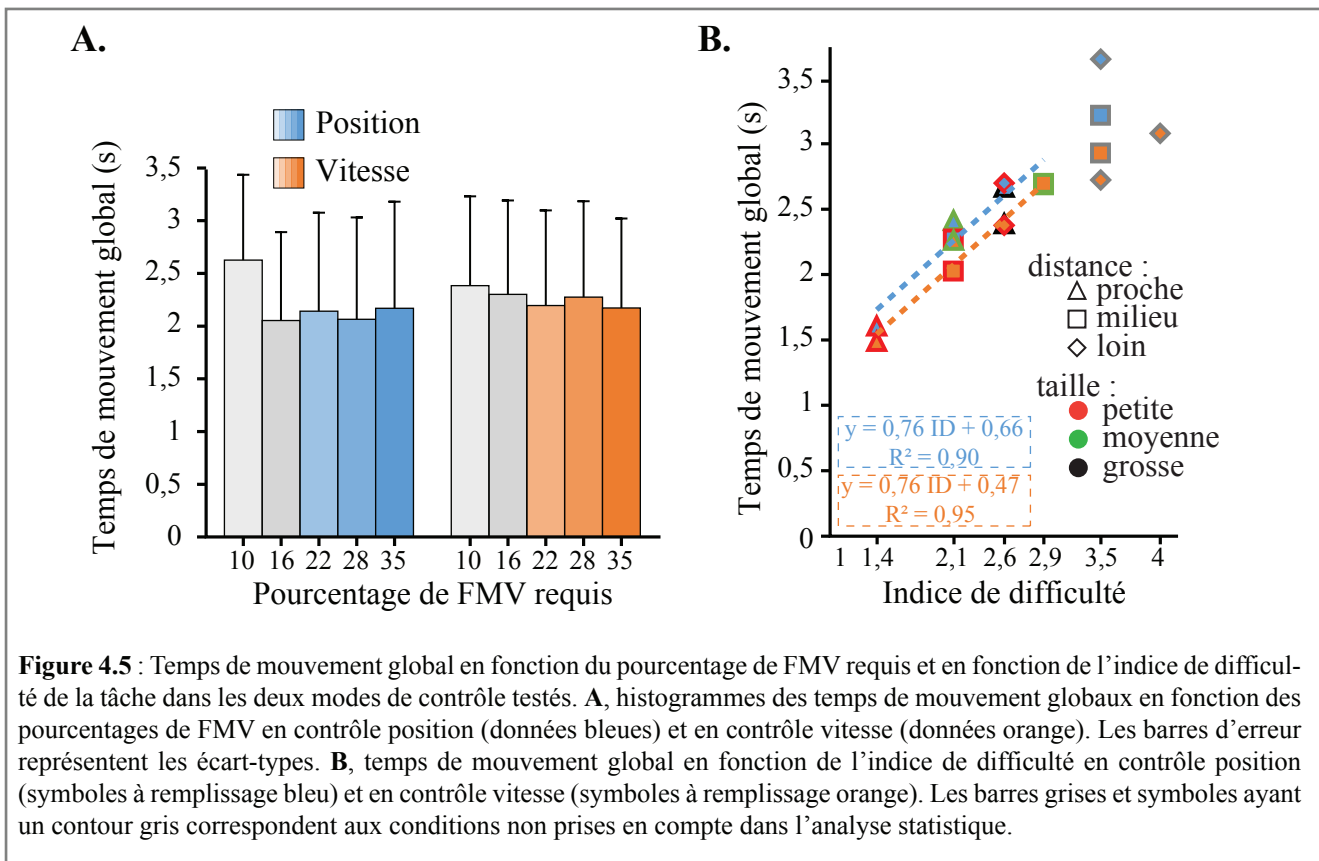 A.
Position
Vitesse
Temps de mouvement global (s)
3,5
3
2,5
2
1,5
1
0,5
0
10 16 22 28 35 10 16 22 28 35
Pourcentage de FMV requis
B.
Temps de mouvement global (s)
3,5
3
2,5
2
1,5
1
0,5
0
distance :
proche
milieu
loin
taille :
petite
moyenne
grosse
y = 0,76 ID + 0,66
R² = 0,90
y = 0,76 ID + 0,47
R² = 0,95
1 1,4 2,1 2,6 2,9 3,5 4
Indice de difficulté
Figure 4.5 : Temps de mouvement global en fonction du pourcentage de FMV requis et en fonction de l’indice de difficul-
té de la tâche dans les deux modes de contrôle testés. A, histogrammes des temps de mouvement globaux en fonction des
pourcentages de FMV en contrôle position (données bleues) et en contrôle vitesse (données orange). Les barres d’erreur
représentent les écart-types. B, temps de mouvement global en fonction de l’indice de difficulté en contrôle position
(symboles à remplissage bleu) et en contrôle vitesse (symboles à remplissage orange). Les barres grises et symboles ayant
un contour gris correspondent aux conditions non prises en compte dans l’analyse statistique.